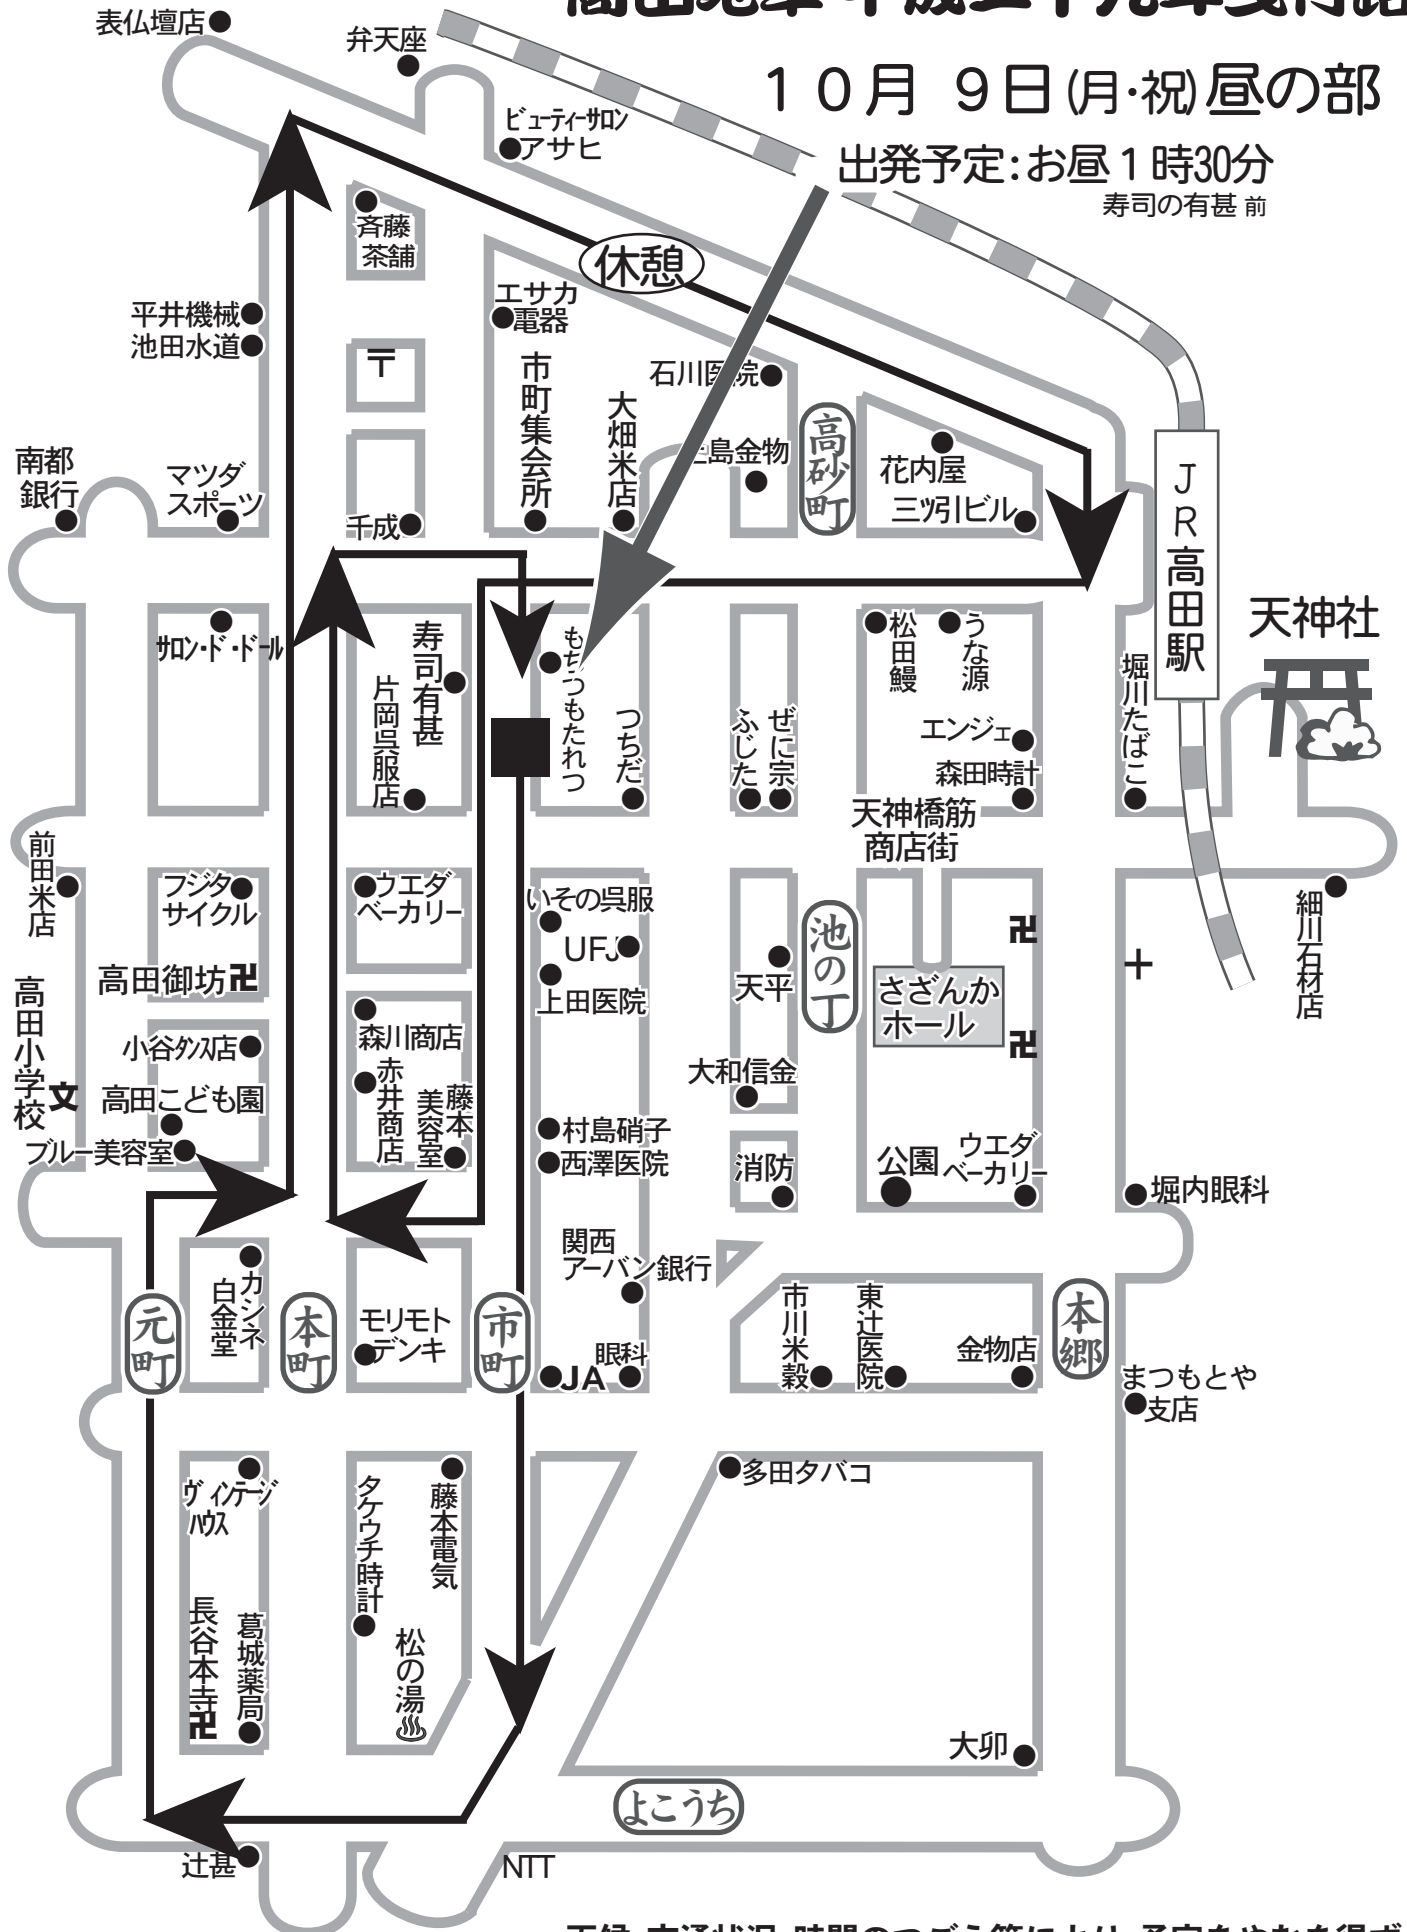 10月 9日(月・祝)昼の部
出発予定:お昼1時30分
寿司の有甚 前
表仏壇店
弁天座
ビューティーサロン
アサヒ
斉藤
茶舗
休憩
平井機械
池田水道
〒
エサカ
電器
市町集会所
大畑米店
石川医院
島金物
高砂町
花内屋
三ツ引ビル
JR高田駅
南都
銀行
マツダ
スポーツ
千成
サロン・ド・ドール
寿司有甚
片岡呉服店
もちつもたれつ
つちだ
ふじた
ぜに宗
松田鰻
うな源
エンジェ
森田時計
堀川たばこ
天神社
天神橋筋
商店街
前田米店
フジタ
サイクル
ウエダ
ベーカリー
いその呉服
UFJ
上田医院
天平
池の丁
さざんか
ホール
卍
卍
細川石材店
高田御坊卍
高田小学校
文
小谷タンス店
高田こども園
ブルー美容室
森川商店
赤井商店
藤本
美容室
大和信金
村島硝子
西澤医院
消防
公園
ウエダ
ベーカリー
堀内眼科
関西
アーバン銀行
元町
カシネ
白金堂
本町
モリモト
デンキ
市町
JA
眼科
市川米穀
東辻医院
金物店
本郷
まつもとや
支店
ヴィンテージ
ハウス
タケウチ時計
藤本電気
多田タバコ
長谷本寺卍
葛城薬局
松の湯♨
大卯
よこうち
辻甚
NTT